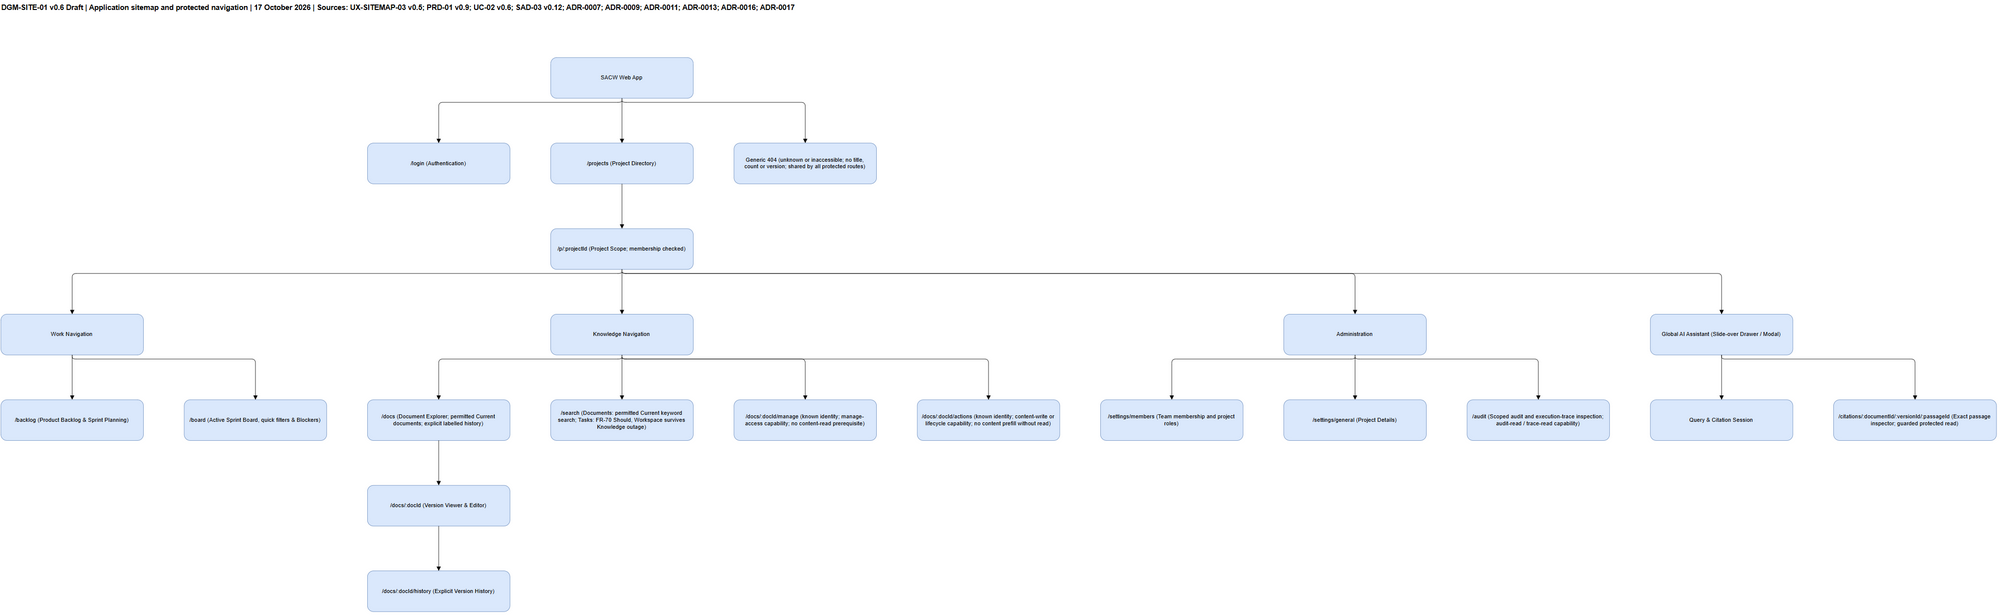 DGM-SITE-01 v0.6 Draft | Application sitemap and protected navigation | 17 October 2026 | Sources: UX-SITEMAP-03 v0.5; PRD-01 v0.9; UC-02 v0.6; SAD-03 v0.12; ADR-0007; ADR-0009; ADR-0011; ADR-0013; ADR-0016; ADR-0017
SACW Web App
/login (Authentication)
/projects (Project Directory)
Generic 404 (unknown or inaccessible; no title,
count or version; shared by all protected routes)
/p/:projectId (Project Scope; membership checked)
Work Navigation
Knowledge Navigation
Administration
Global AI Assistant (Slide-over Drawer / Modal)
/backlog (Product Backlog & Sprint Planning)
/board (Active Sprint Board, quick filters & Blockers)
/docs (Document Explorer; permitted Current
documents; explicit labelled history)
/search (Documents: permitted Current keyword
search; Tasks: FR-70 Should, Workspace survives
Knowledge outage)
/docs/:docId/manage (known identity; manage-
access capability; no content-read prerequisite)
/docs/:docId/actions (known identity; content-write or
lifecycle capability; no content prefill without read)
/settings/members (Team membership and project
roles)
/settings/general (Project Details)
/audit (Scoped audit and execution-trace inspection;
audit-read / trace-read capability)
Query & Citation Session
/citations/:documentId/:versionId/:passageId (Exact passage
inspector; guarded protected read)
/docs/:docId (Version Viewer & Editor)
/docs/:docId/history (Explicit Version History)